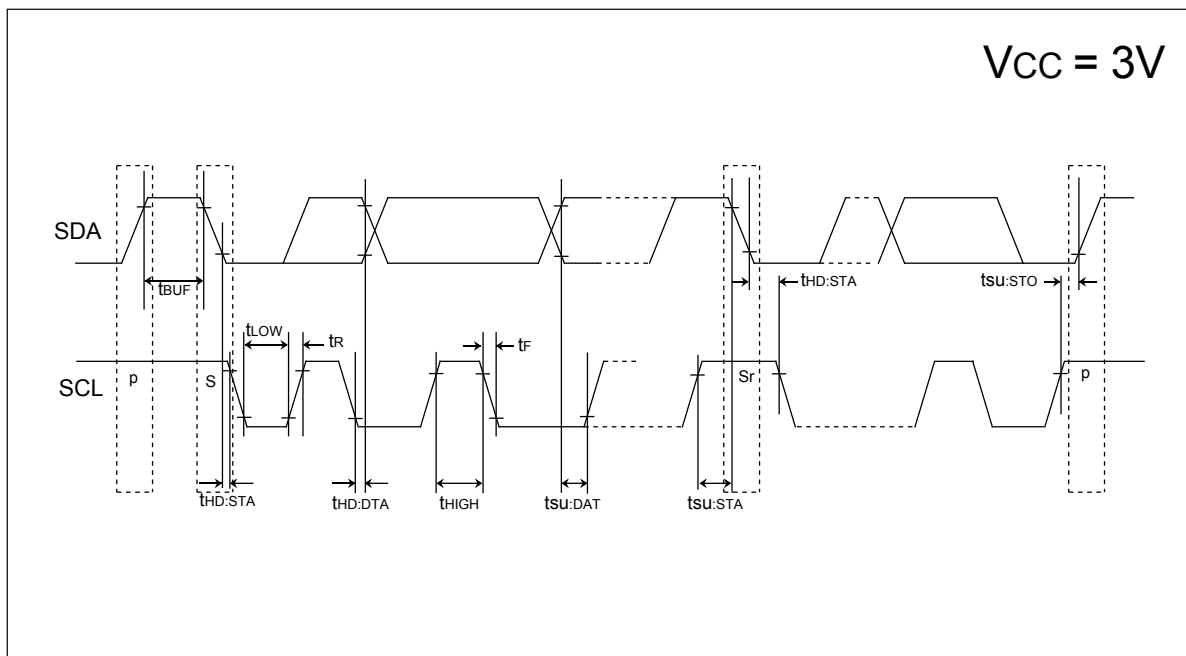 VCC = 3V
SDA
tBUF
tHD:STA
tsu:STO
tLOW
tR
tF
SCL
p
S
Sr
p
tHD:STA
tHD:DTA
tHIGH
tsu:DAT
tsu:STA